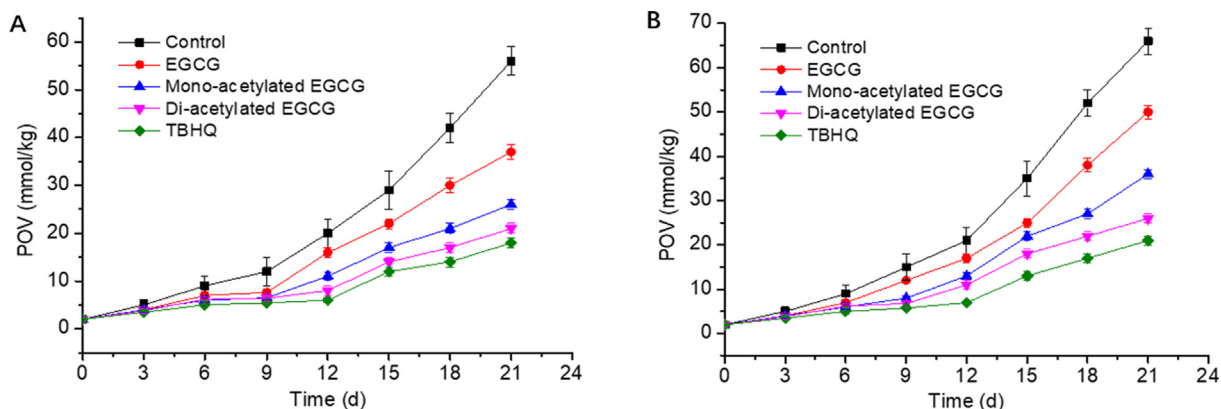 A
POV (mmol/kg)
60
50
40
30
20
10
0
Control
EGCG
Mono-acetylated EGCG
Di-acetylated EGCG
TBHQ
0 3 6 9 12 15 18 21 24
Time (d)
B
POV (mmol/kg)
70
60
50
40
30
20
10
0
Control
EGCG
Mono-acetylated EGCG
Di-acetylated EGCG
TBHQ
0 3 6 9 12 15 18 21 24
Time (d)